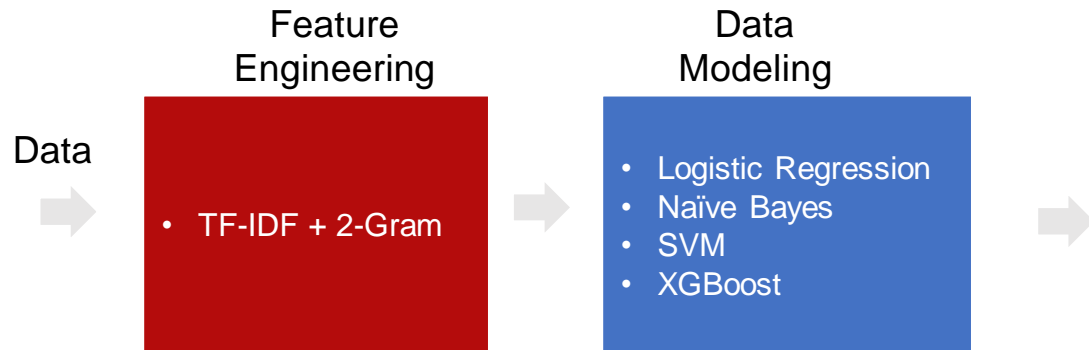 Feature
Engineering
Data
Modeling
Data
• TF-IDF + 2-Gram
• Logistic Regression
• Naïve Bayes
• SVM
• XGBoost